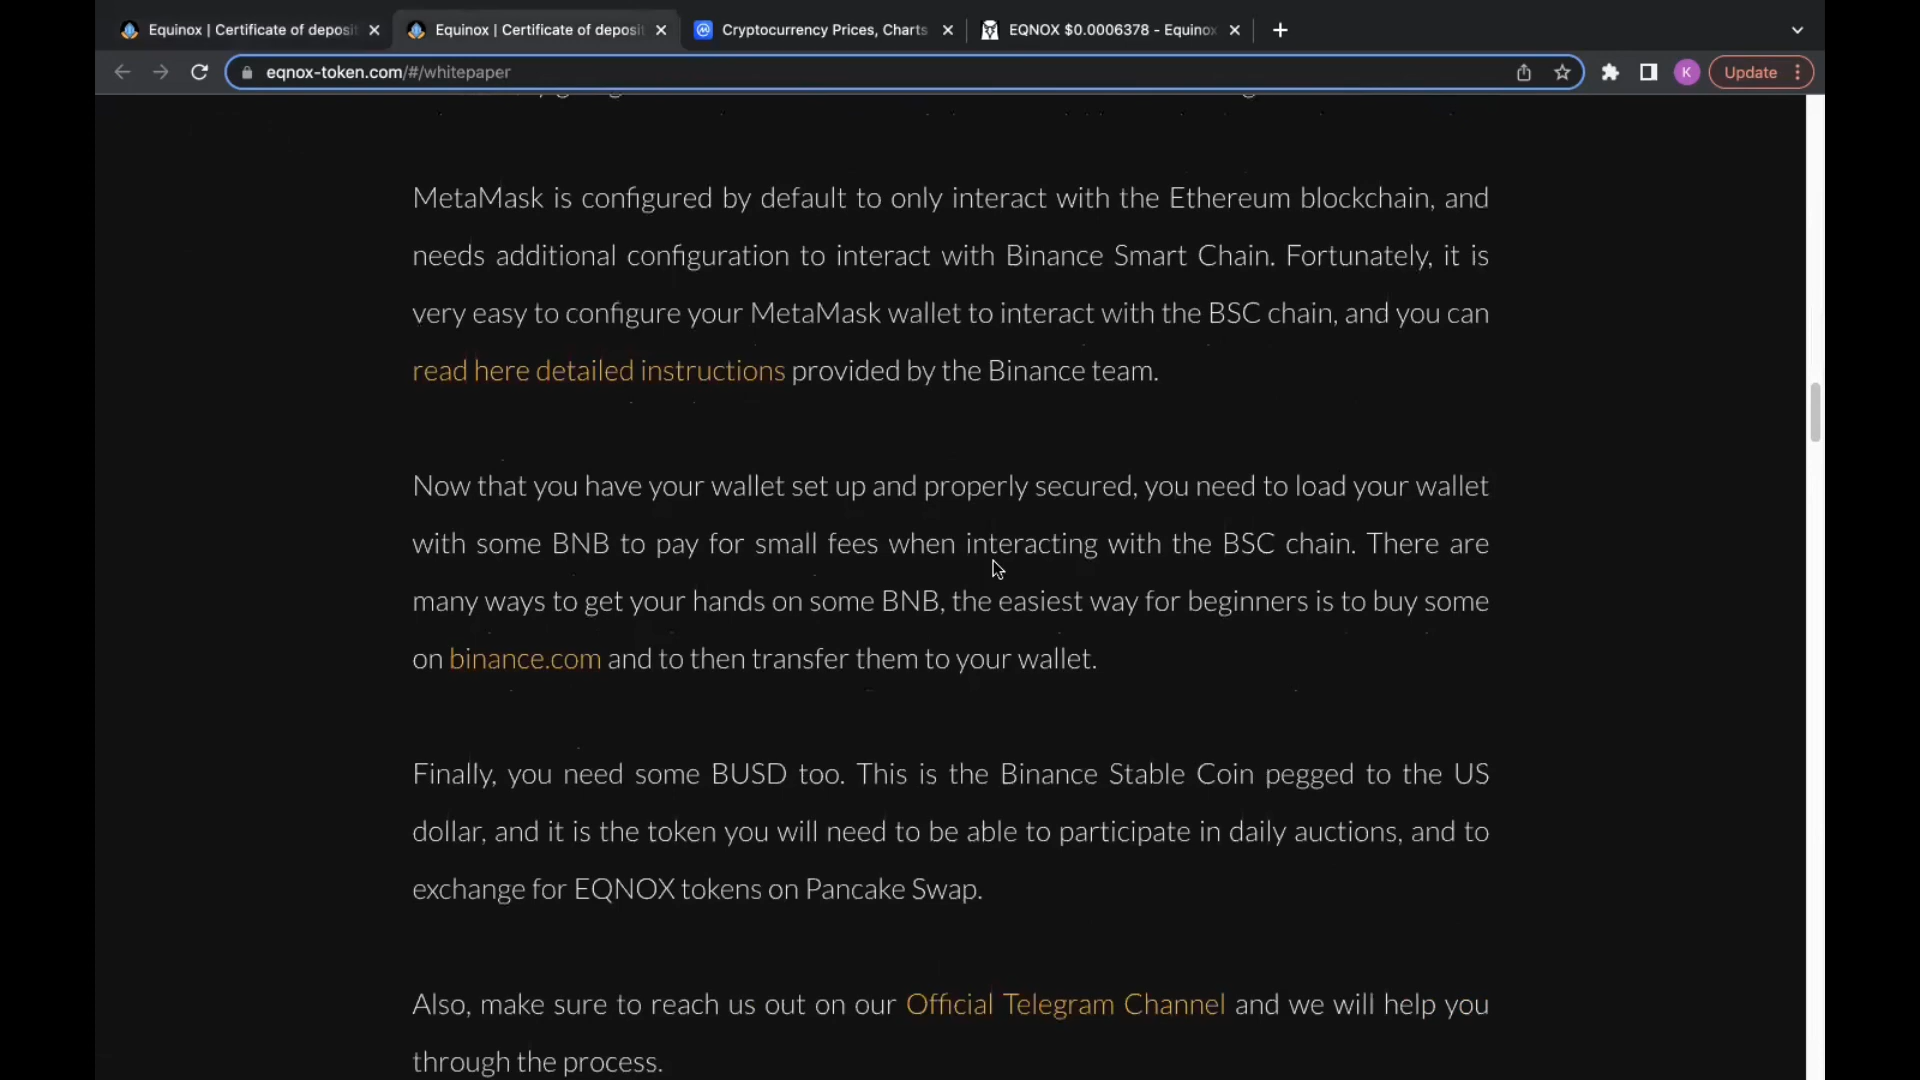 Equinox | Certificate of deposi
Equinox | Certificate of deposi
Cryptocurrency Prices, Charts
EQNOX $0.0006378 - Equinox
eqnox-token.com/#/whitepaper
K
Update
MetaMask is configured by default to only interact with the Ethereum blockchain, and
needs additional configuration to interact with Binance Smart Chain. Fortunately, it is
very easy to configure your MetaMask wallet to interact with the BSC chain, and you can
read here detailed instructions provided by the Binance team.
Now that you have your wallet set up and properly secured, you need to load your wallet
with some BNB to pay for small fees when interacting with the BSC chain. There are
many ways to get your hands on some BNB, the easiest way for beginners is to buy some
on binance.com and to then transfer them to your wallet.
Finally, you need some BUSD too. This is the Binance Stable Coin pegged to the US
dollar, and it is the token you will need to be able to participate in daily auctions, and to
exchange for EQNOX tokens on Pancake Swap.
Also, make sure to reach us out on our Official Telegram Channel and we will help you
through the process.